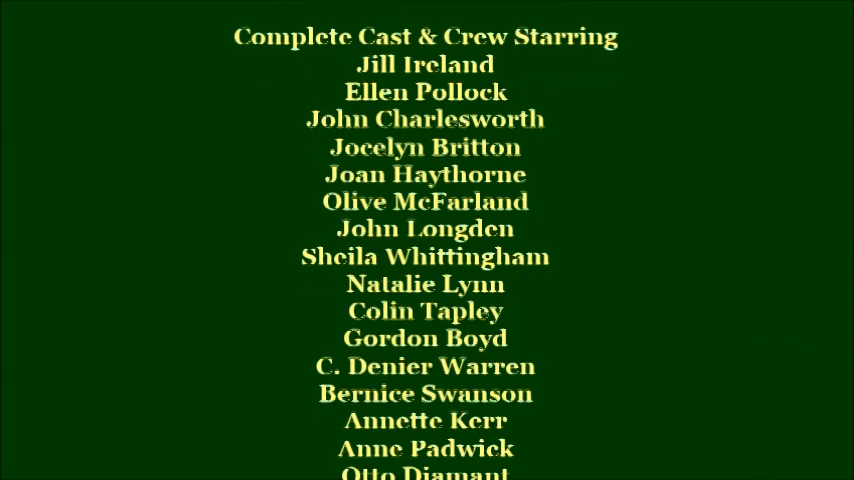 Complete Cast & Crew Starring
Jill Ireland
Ellen Pollock
John Charlesworth
Jocelyn Britton
Joan Haythorne
Olive McFarland
John Longden
Sheila Whittingham
Natalie Lynn
Colin Tapley
Gordon Boyd
C. Denier Warren
Bernice Swanson
Annette Kerr
Anne Padwick
Otto Diamant